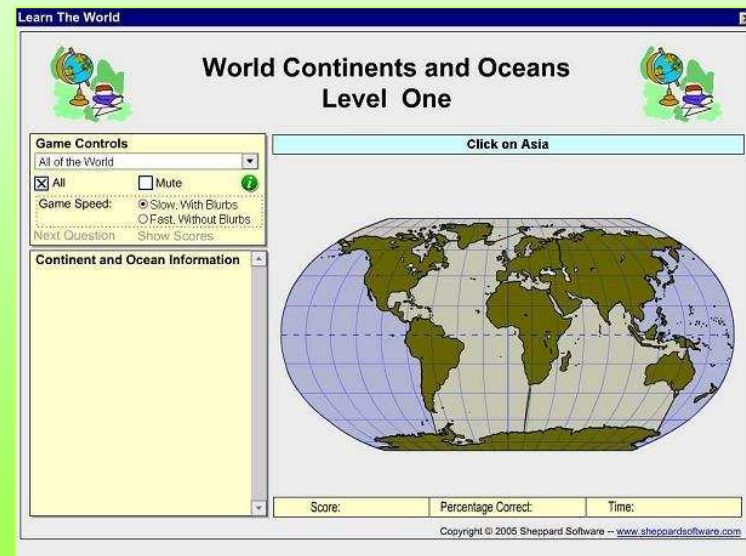 Learn The World
World Continents and Oceans
Level One
Game Controls
All of the World
All
Mute
Game Speed:
Slow, With Blurbs
Fast, Without Blurbs
Next Question
Show Scores
Continent and Ocean Information
Click on Asia
Score:
Percentage Correct:
Time:
Copyright © 2005 Sheppard Software -- www.sheppardsoftware.com